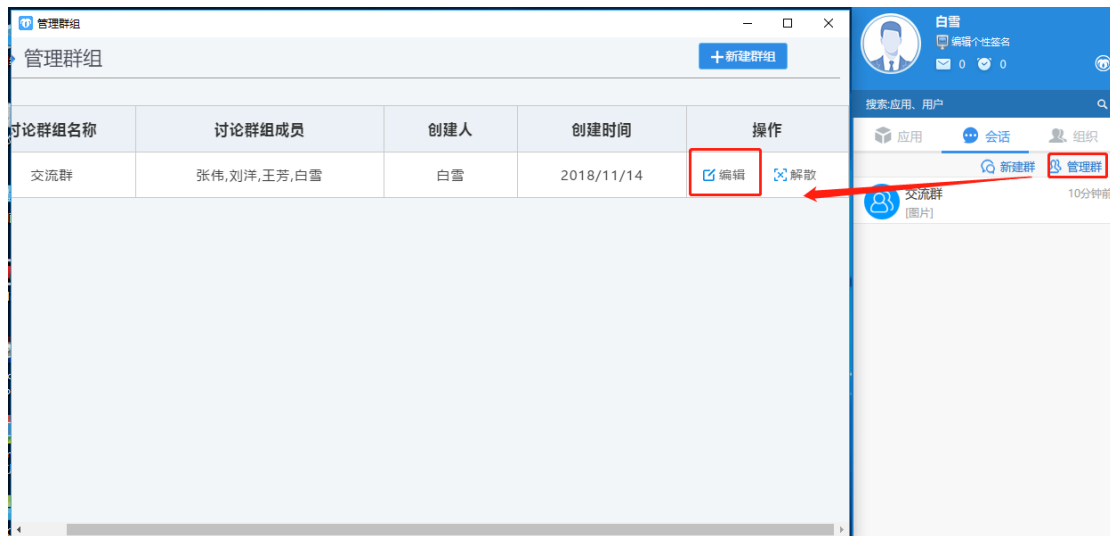 管理群组
管理群组
新建群组
讨论群组名称 讨论群组成员 创建人 创建时间 操作
交流群 张伟,刘洋,王芳,白雪 白雪 2018/11/14 编辑 解散
白雪
编辑个性签名
0 0
搜索:应用、用户
应用 会话 组织
新建群 管理群
交流群 10分钟前
[图片]